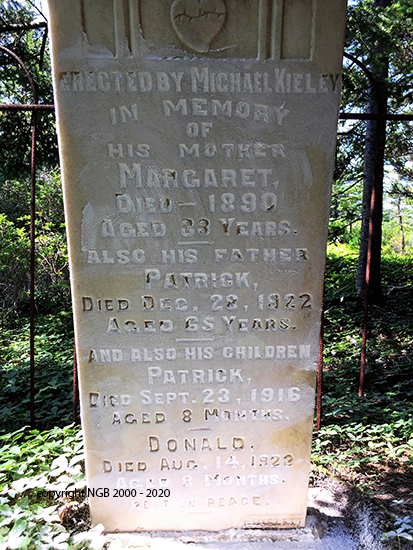 ERECTED BY MICHAEL KIELEY
IN MEMORY
OF
HIS MOTHER
MARGARET,
DIED - 1890
AGED 33 YEARS.
ALSO HIS FATHER
PATRICK,
DIED DEC. 28, 1922
AGED 65 YEARS.
AND ALSO HIS CHILDREN
PATRICK,
DIED SEPT. 23, 1916
AGED 8 MONTHS.
DONALD.
DIED AUG. 14, 1922
AGED 8 MONTHS.
REST IN PEACE.
copyright NGB 2000 - 2020